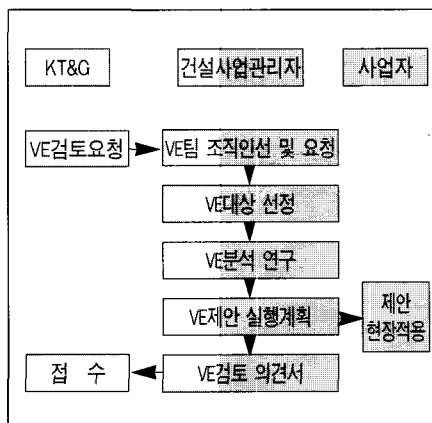 KT&G
건설사업관리자
사업자
VE검토요청
VE팀 조직인선 및 요청
VE대상 선정
VE분석 연구
VE제안 실행계획
제안
현장적용
접 수
VE검토 의견서